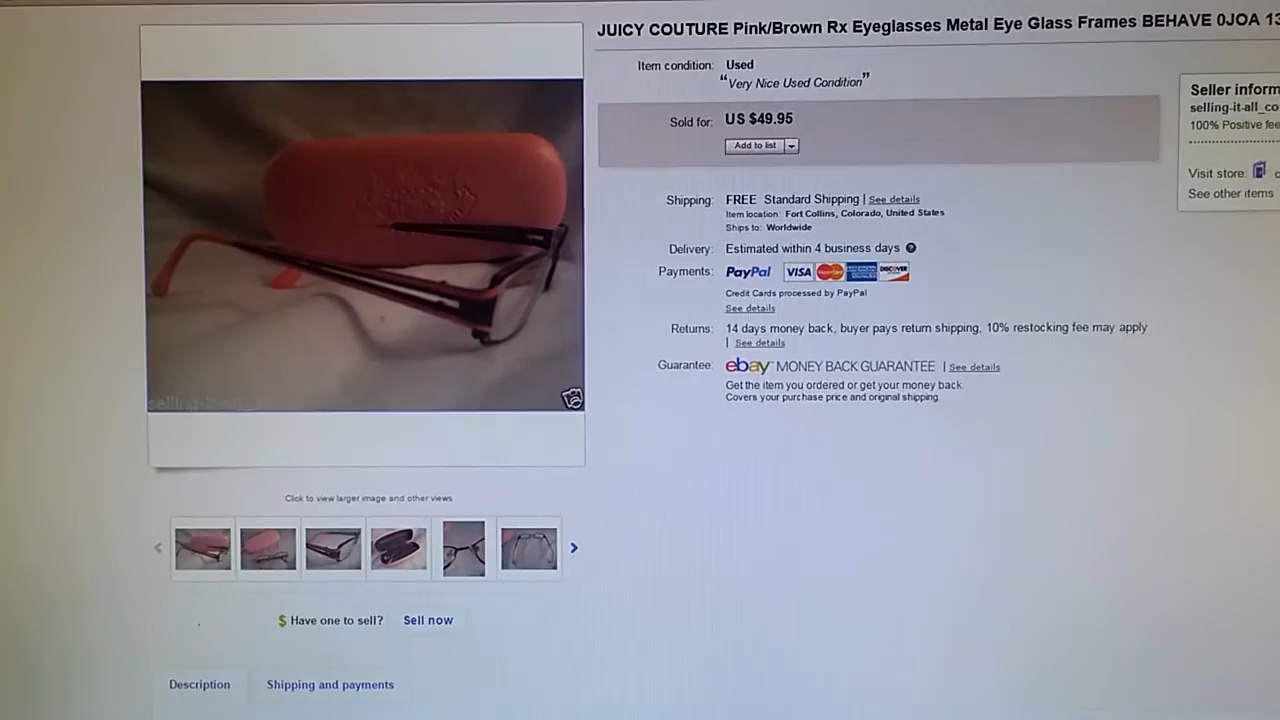 JUICY COUTURE Pink/Brown Rx Eyeglasses Metal Eye Glass Frames BEHAVE 0JOA 13
Item condition: Used
“Very Nice Used Condition”
Sold for: US $49.95
Add to list
Shipping: FREE Standard Shipping | See details
Item location: Fort Collins, Colorado, United States
Ships to: Worldwide
Delivery: Estimated within 4 business days ?
Payments: PayPal VISA MasterCard AMERICAN EXPRESS DISCOVER
Credit Cards processed by PayPal
See details
Returns: 14 days money back, buyer pays return shipping, 10% restocking fee may apply
| See details
Guarantee: ebay MONEY BACK GUARANTEE | See details
Get the item you ordered or get your money back.
Covers your purchase price and original shipping.
Seller inform
selling-it-all_co
100% Positive fee
Visit store:
See other items
Click to view larger image and other views
$ Have one to sell? Sell now
Description Shipping and payments